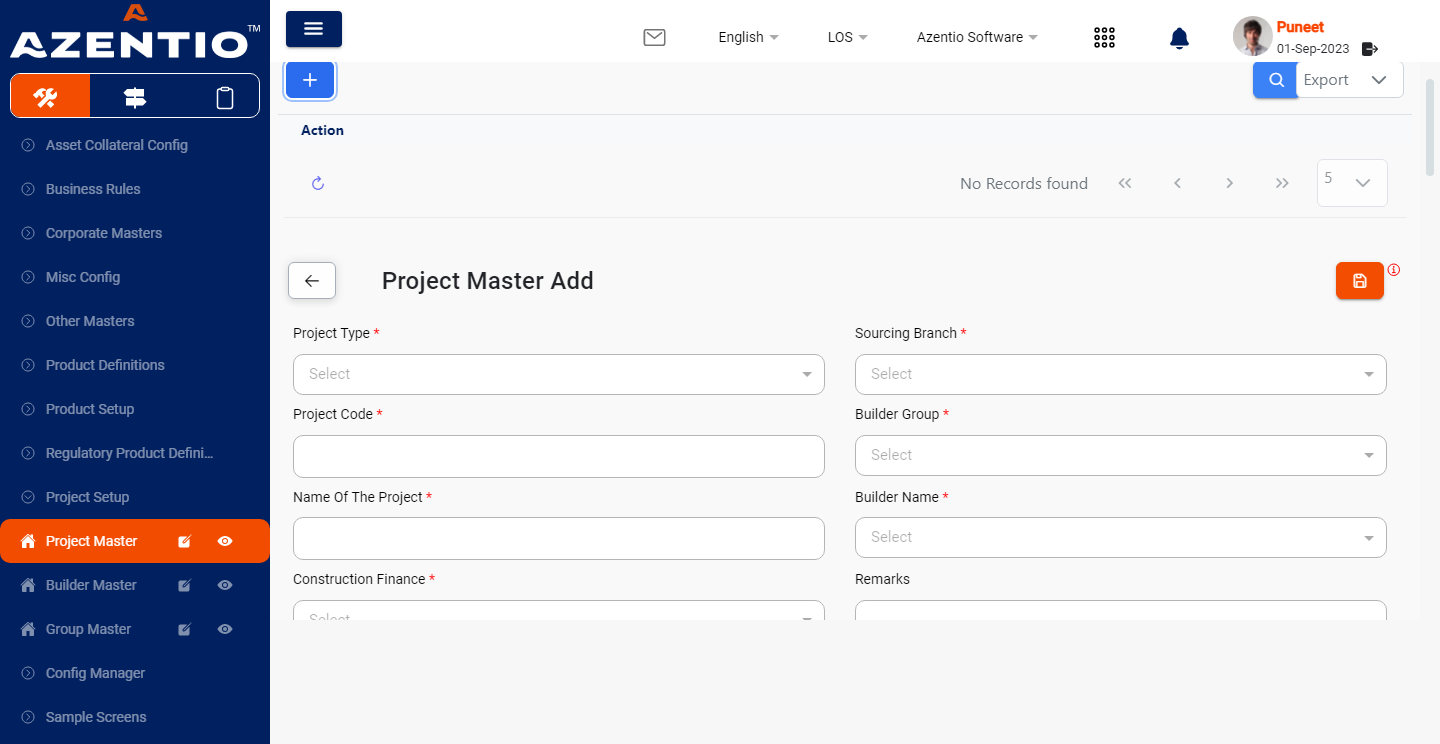 AZENTIO™
English
LOS
Azentio Software
Puneet
01-Sep-2023
Export
Asset Collateral Config
Business Rules
Corporate Masters
Misc Config
Other Masters
Product Definitions
Product Setup
Regulatory Product Defini...
Project Setup
Project Master
Builder Master
Group Master
Config Manager
Sample Screens
Action
No Records found
5
Project Master Add
Project Type *
Select
Sourcing Branch *
Select
Project Code *
Builder Group *
Select
Name Of The Project *
Builder Name *
Select
Construction Finance *
Select
Remarks